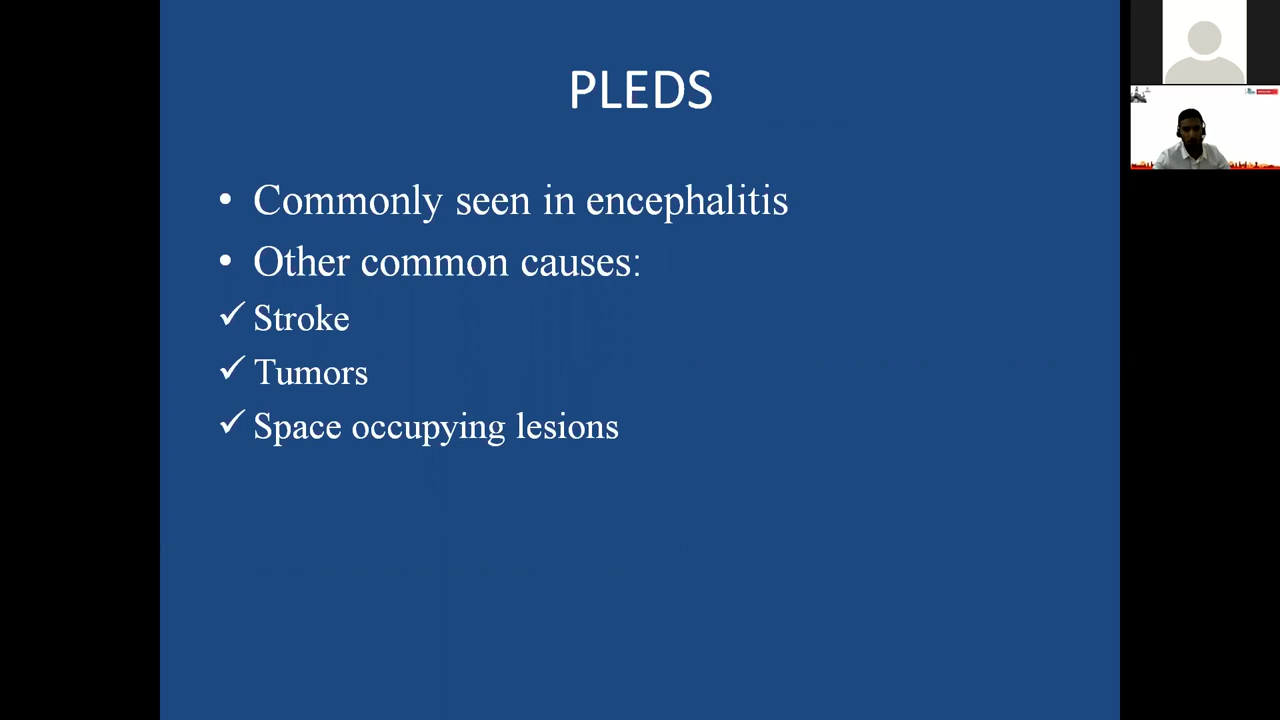 PLEDS
• Commonly seen in encephalitis
• Other common causes:
✓ Stroke
✓ Tumors
✓ Space occupying lesions